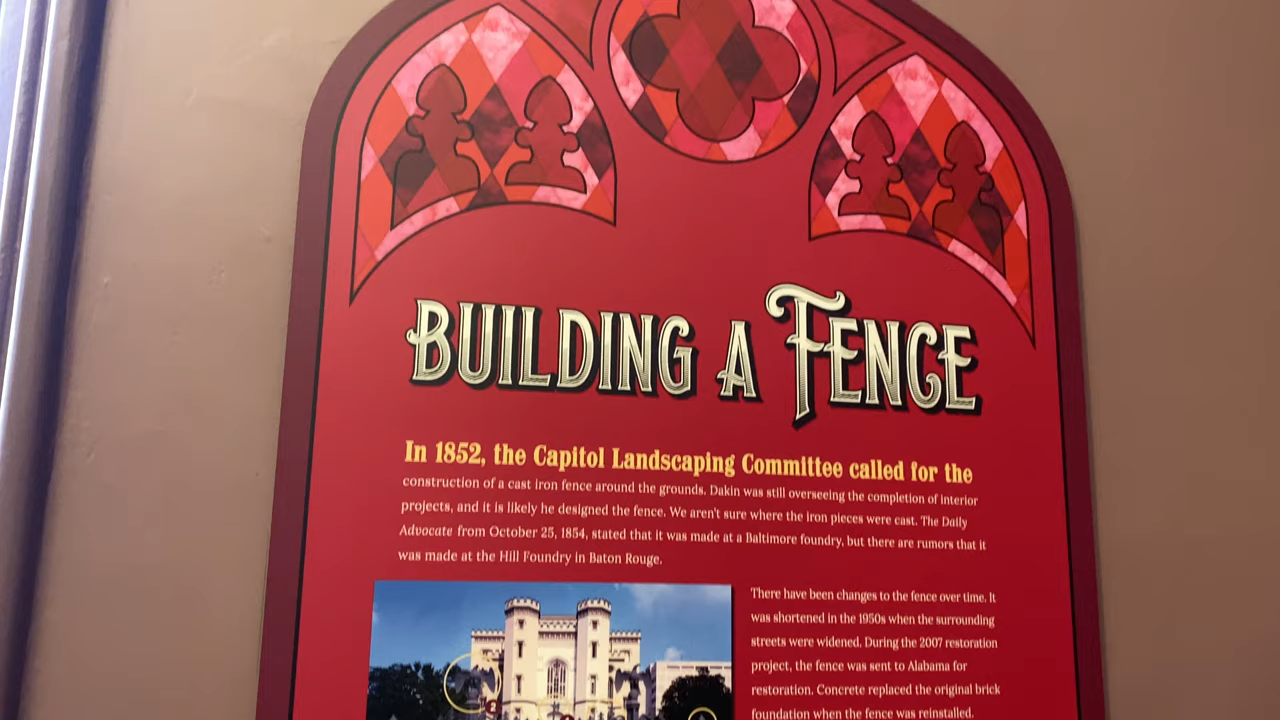 BUILDING A FENCE
In 1852, the Capitol Landscaping Committee called for the
construction of a cast iron fence around the grounds. Dakin was still overseeing the completion of interior
projects, and it is likely he designed the fence. We aren't sure where the iron pieces were cast. The Daily
Advocate from October 25, 1854, stated that it was made at a Baltimore foundry, but there are rumors that it
was made at the Hill Foundry in Baton Rouge.
There have been changes to the fence over time. It
was shortened in the 1950s when the surrounding
streets were widened. During the 2007 restoration
project, the fence was sent to Alabama for
restoration. Concrete replaced the original brick
foundation when the fence was reinstalled.
2